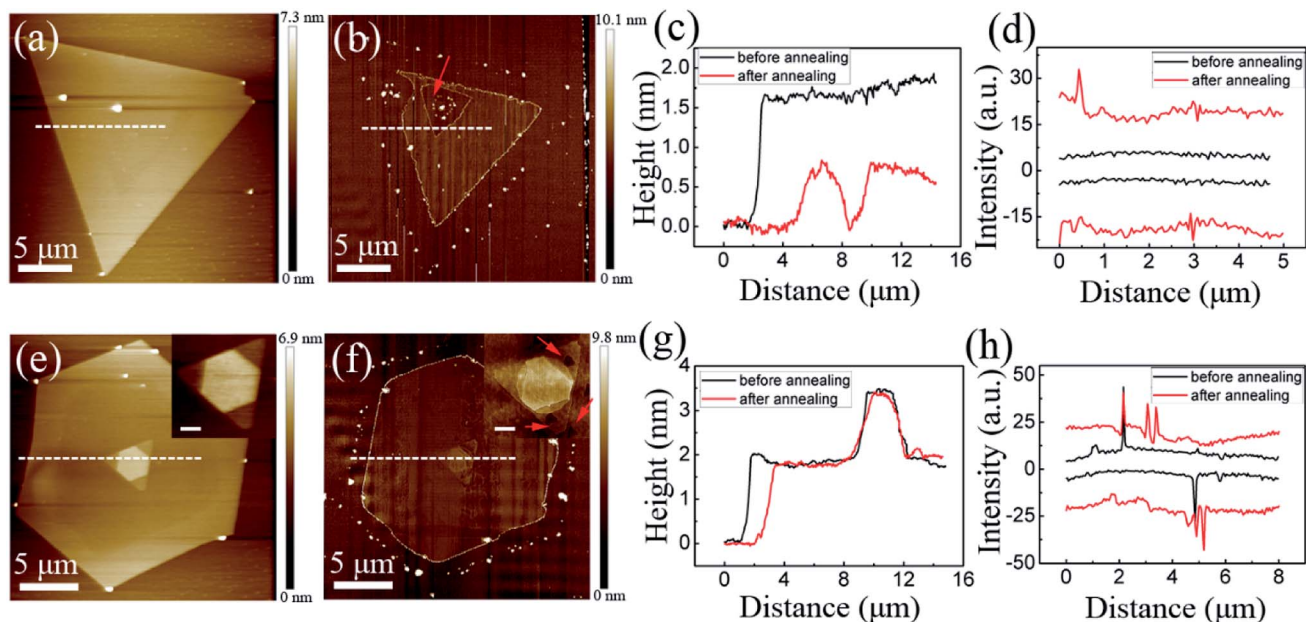 (a)
7.3 nm
5 μm
0 nm
(b)
10.1 nm
5 μm
0 nm
(c)
before annealing
after annealing
Height (nm)
2.0
1.5
1.0
0.5
0.0
0 4 8 12 16
Distance (μm)
(d)
before annealing
after annealing
Intensity (a.u.)
30
15
0
-15
0 1 2 3 4 5
Distance (μm)
(e)
6.9 nm
5 μm
0 nm
(f)
9.8 nm
5 μm
0 nm
(g)
before annealing
after annealing
Height (nm)
4
3
2
1
0
0 4 8 12 16
Distance (μm)
(h)
before annealing
after annealing
Intensity (a.u.)
50
25
0
-25
-50
0 2 4 6 8
Distance (μm)